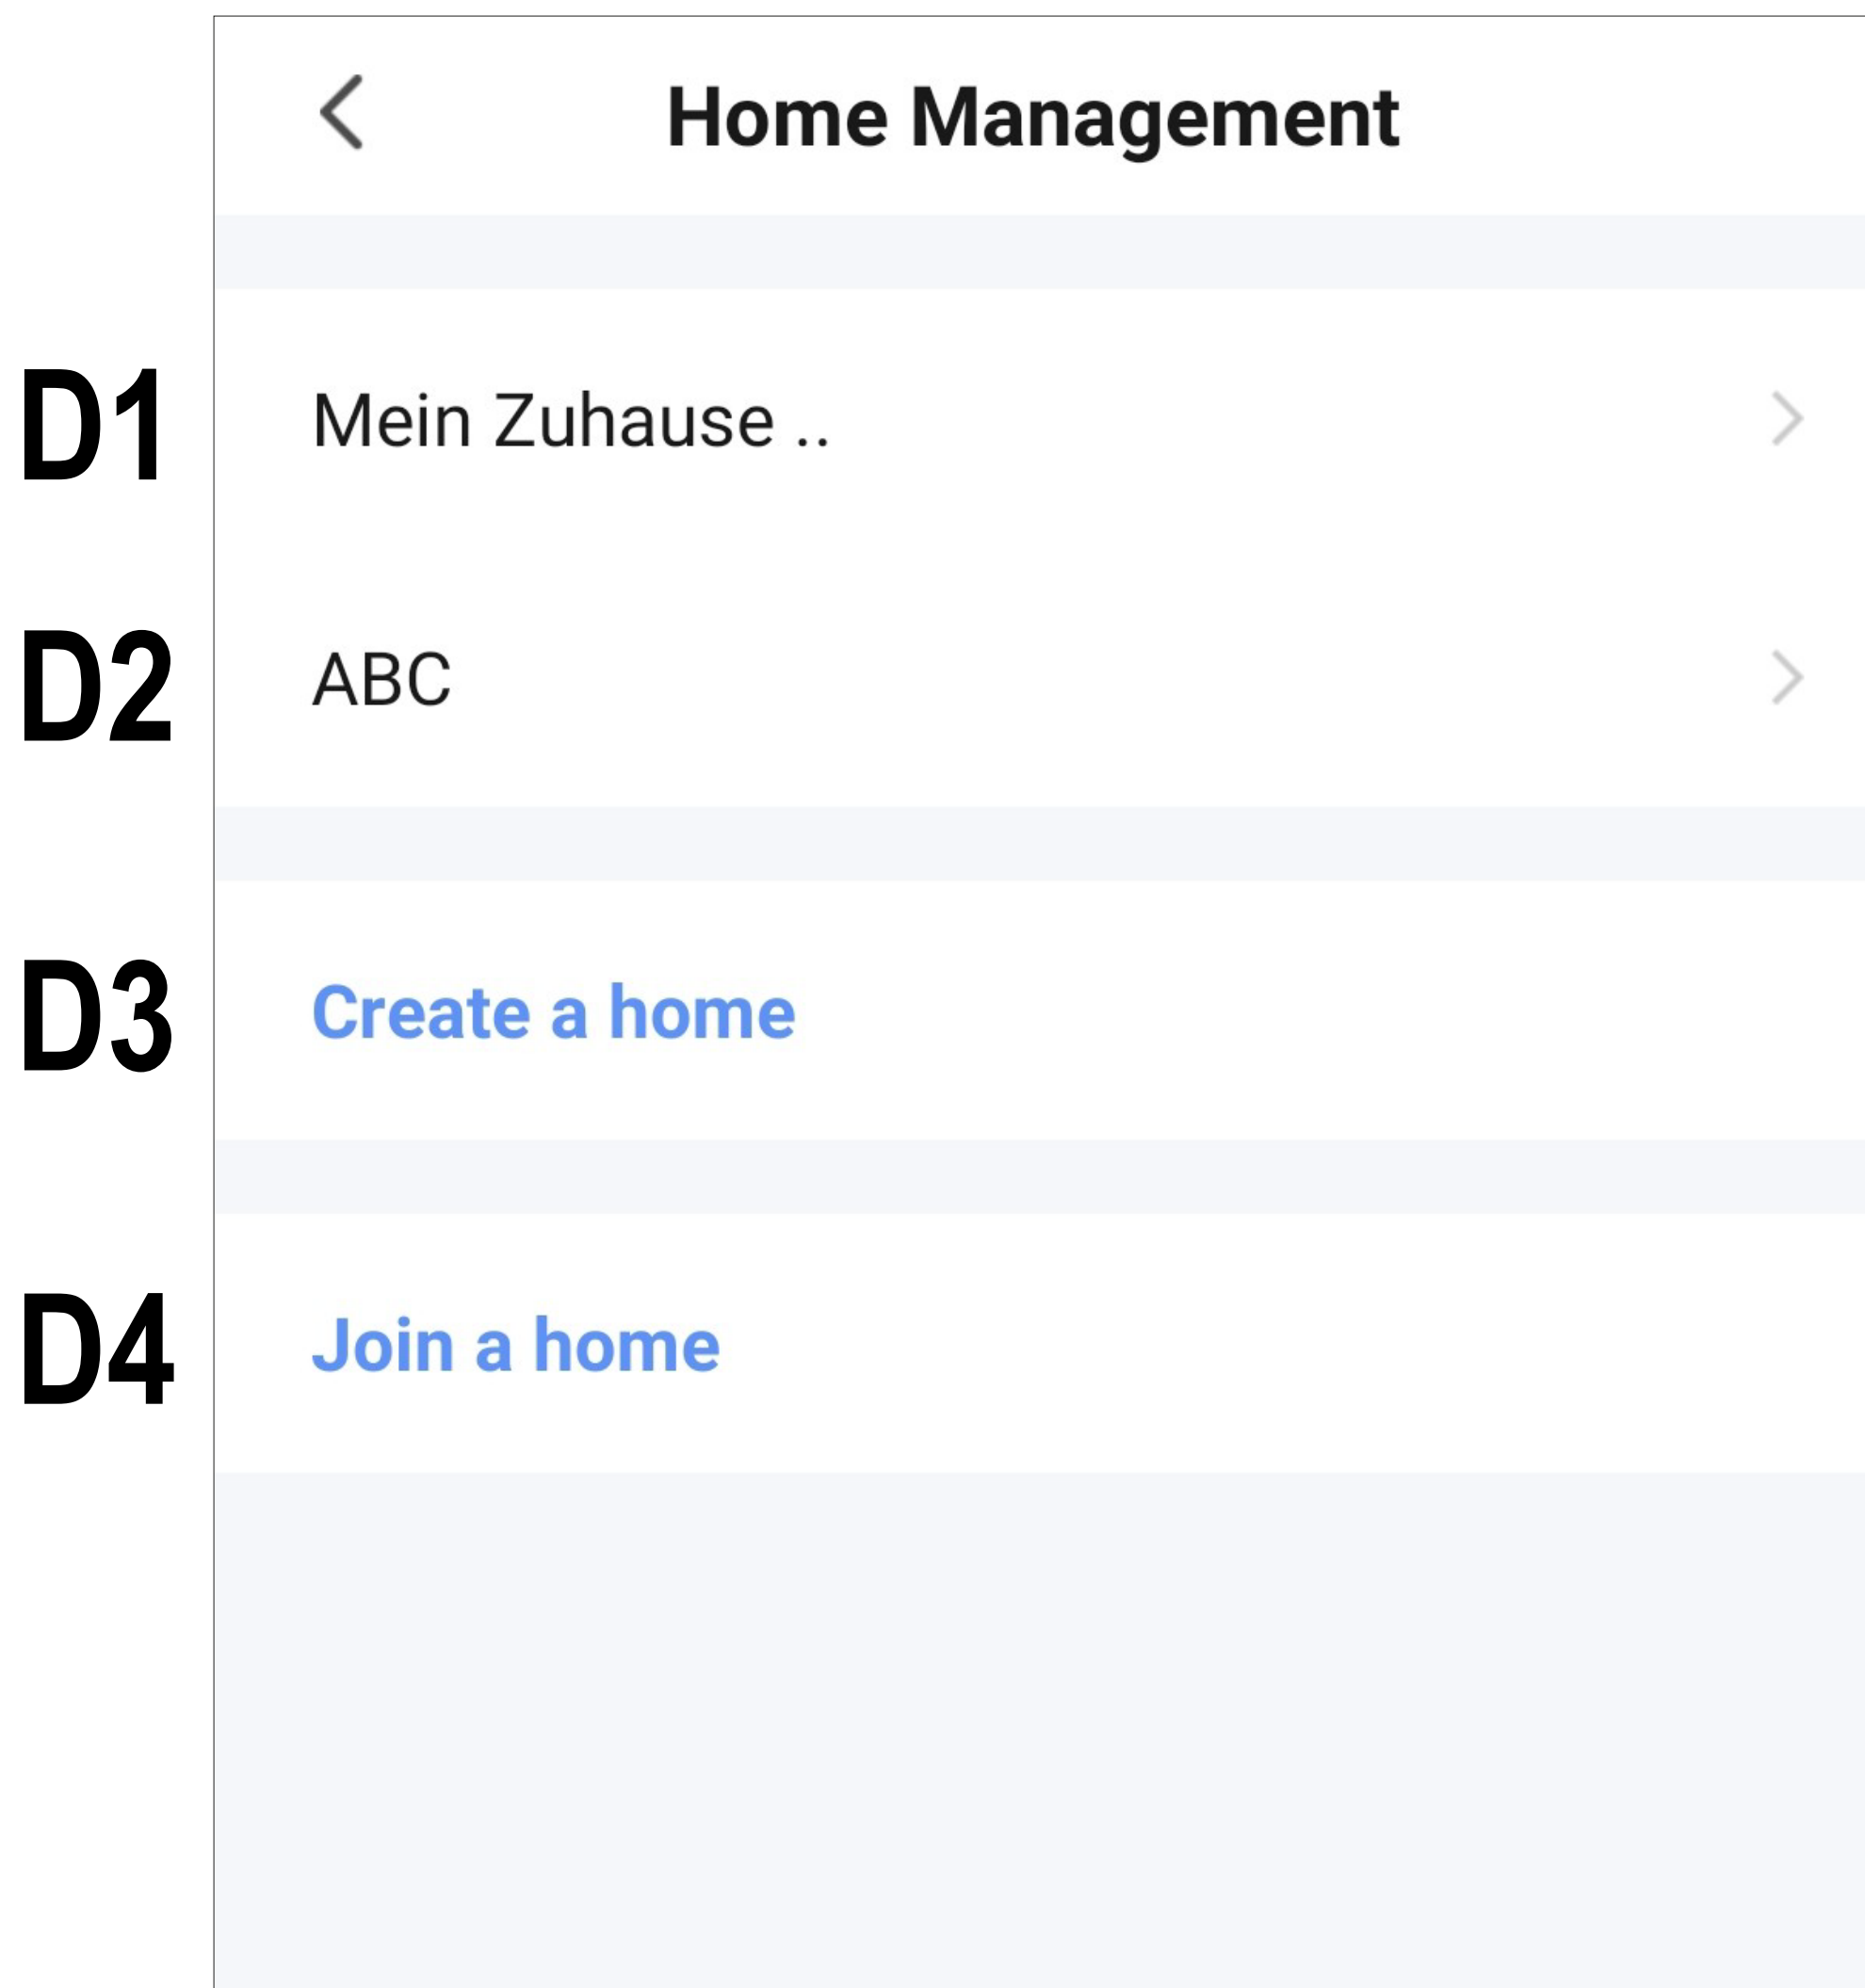 Home Management
D1 Mein Zuhause ..
D2 ABC
D3 Create a home
D4 Join a home